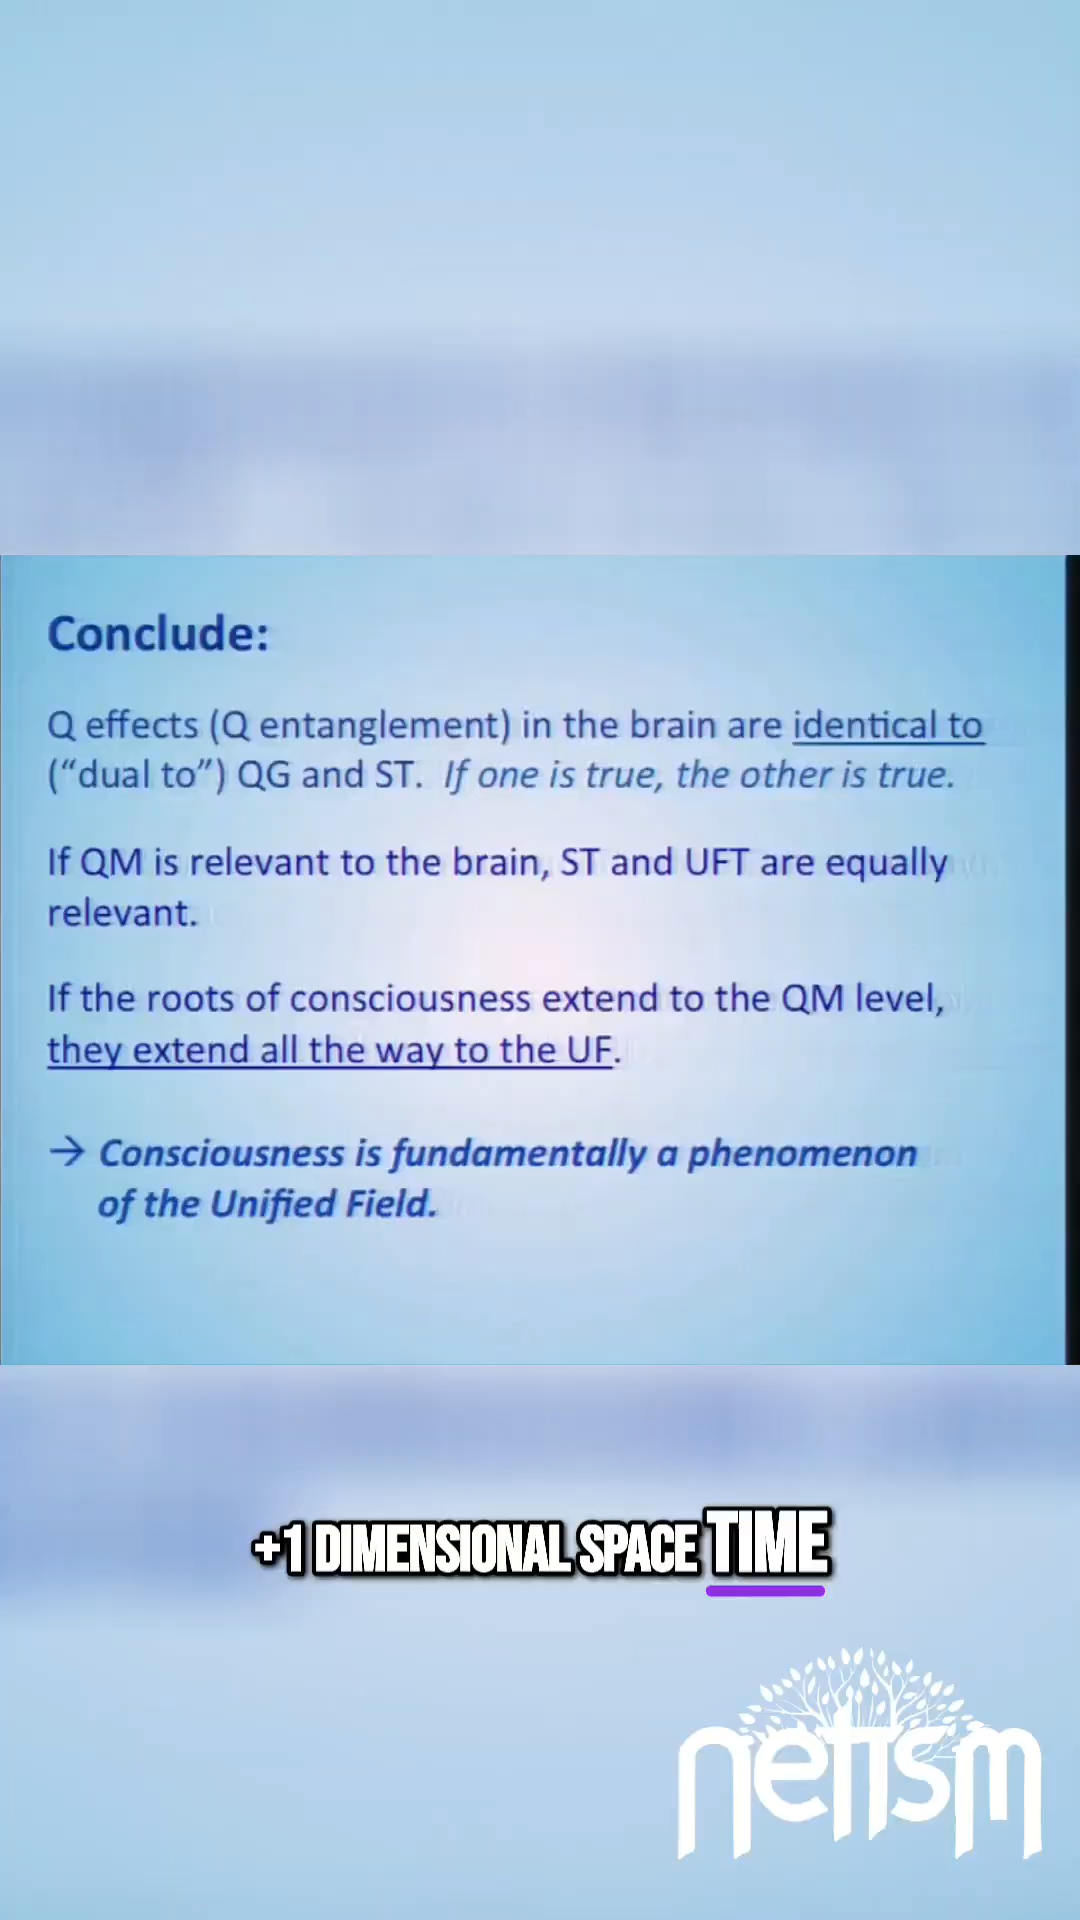 Conclude:
Q effects (Q entanglement) in the brain are identical to
("dual to") QG and ST. If one is true, the other is true.
If QM is relevant to the brain, ST and UFT are equally
relevant.
If the roots of consciousness extend to the QM level,
they extend all the way to the UF.
→ Consciousness is fundamentally a phenomenon
of the Unified Field.
+1 DIMENSIONAL SPACE TIME
netism